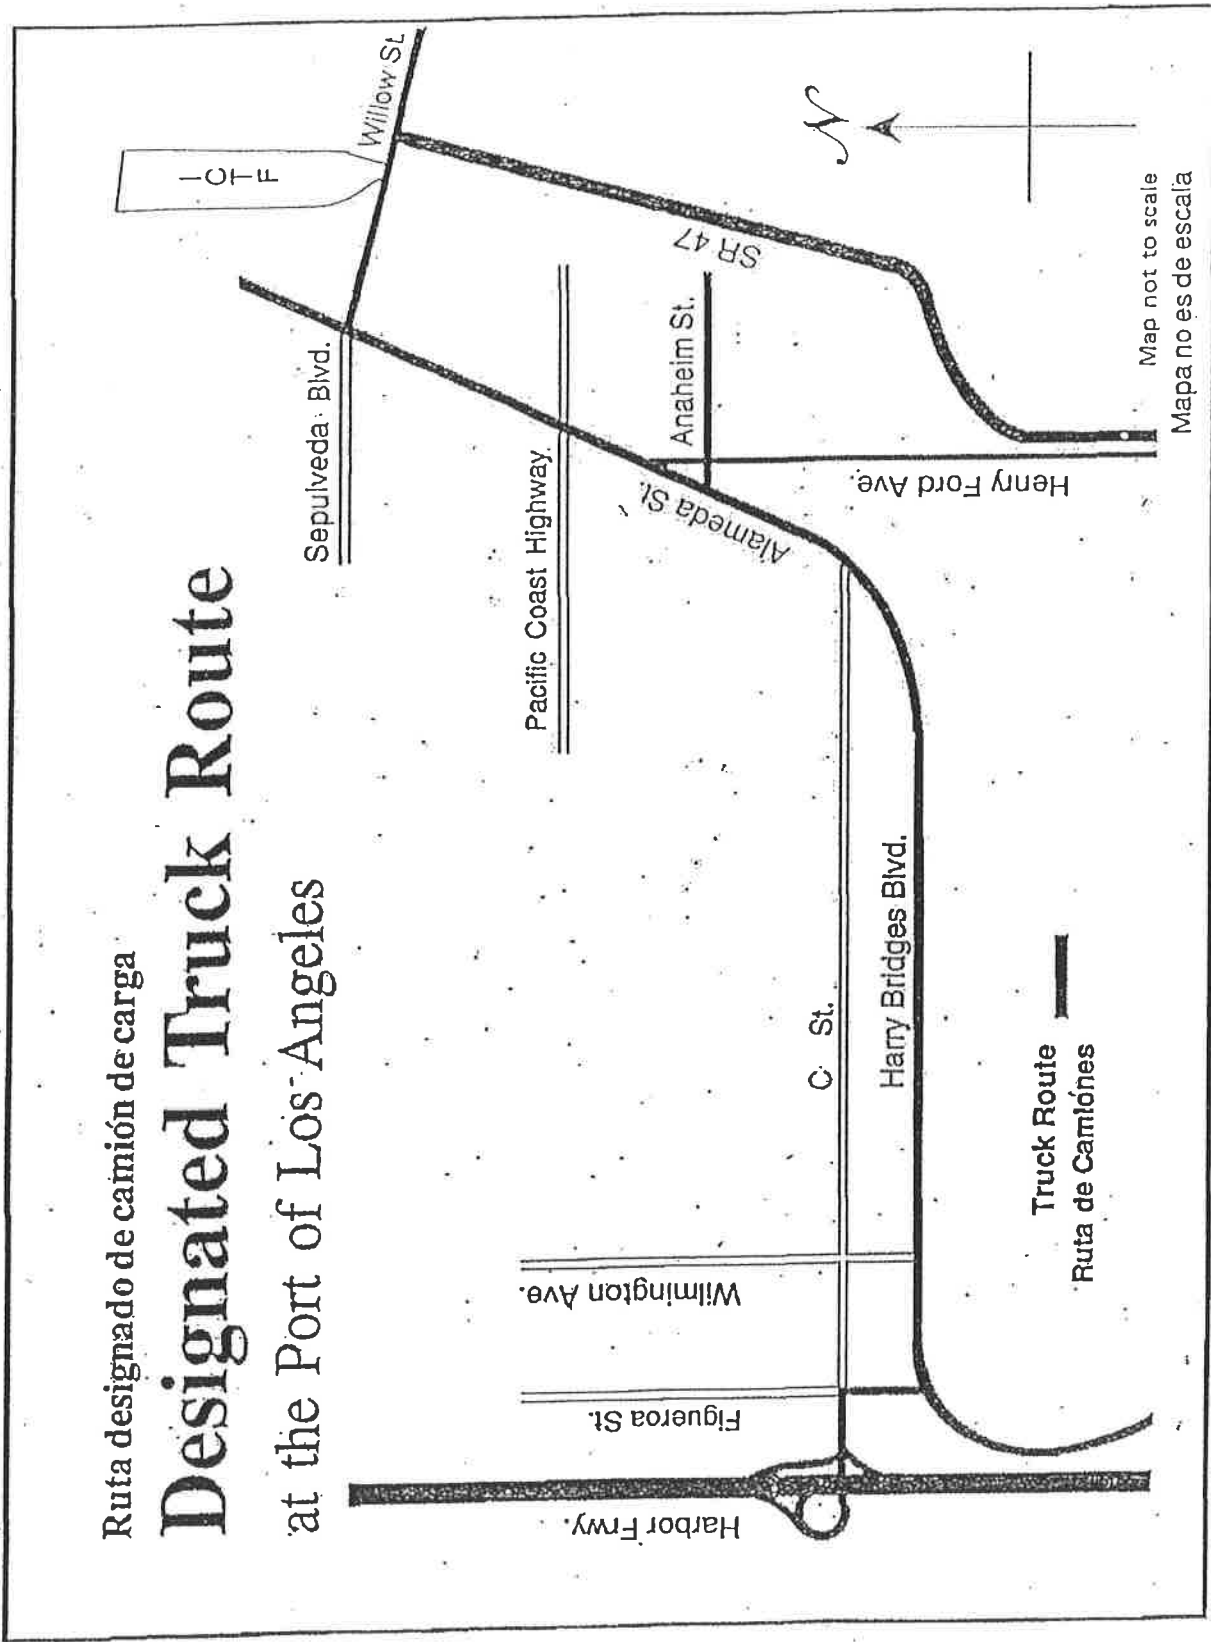 Ruta designado de camión de carga
Designated Truck Route
at the Port of Los Angeles
ICTF
Willow St.
Sepulveda Blvd.
Pacific Coast Highway
SR 47
Anaheim St.
Alameda St.
Henry Ford Ave.
N
Harbor Frwy.
Figueroa St.
Wilmington Ave.
C St.
Harry Bridges Blvd.
Truck Route
Ruta de Camiónes
Map not to scale
Mapa no es de escala